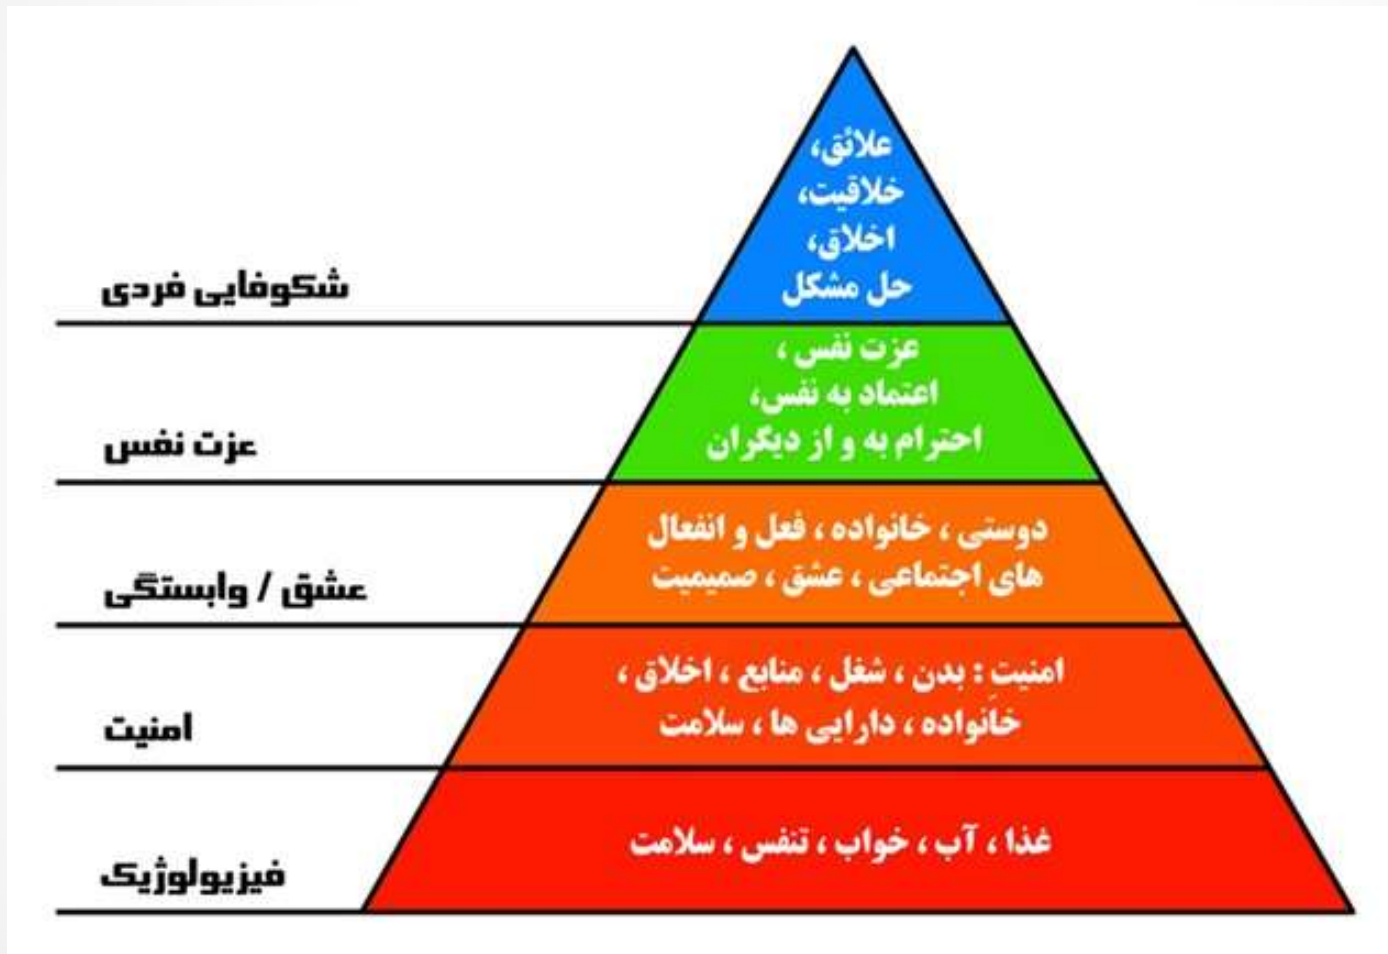 علائق،
خلاقیت،
اخلاق،
حل مشکل
شکوفایی فردی
عزت نفس ،
اعتماد به نفس،
احترام به و از دیگران
عزت نفس
دوستی ، خانواده ، فعل و انفعال
های اجتماعی ، عشق ، صمیمیت
عشق / وابستگی
امنیت : بدن ، شغل ، منابع ، اخلاق ،
خانواده ، دارایی ها ، سلامت
امنیت
غذا ، آب ، خواب ، تنفس ، سلامت
فیزیولوژیک